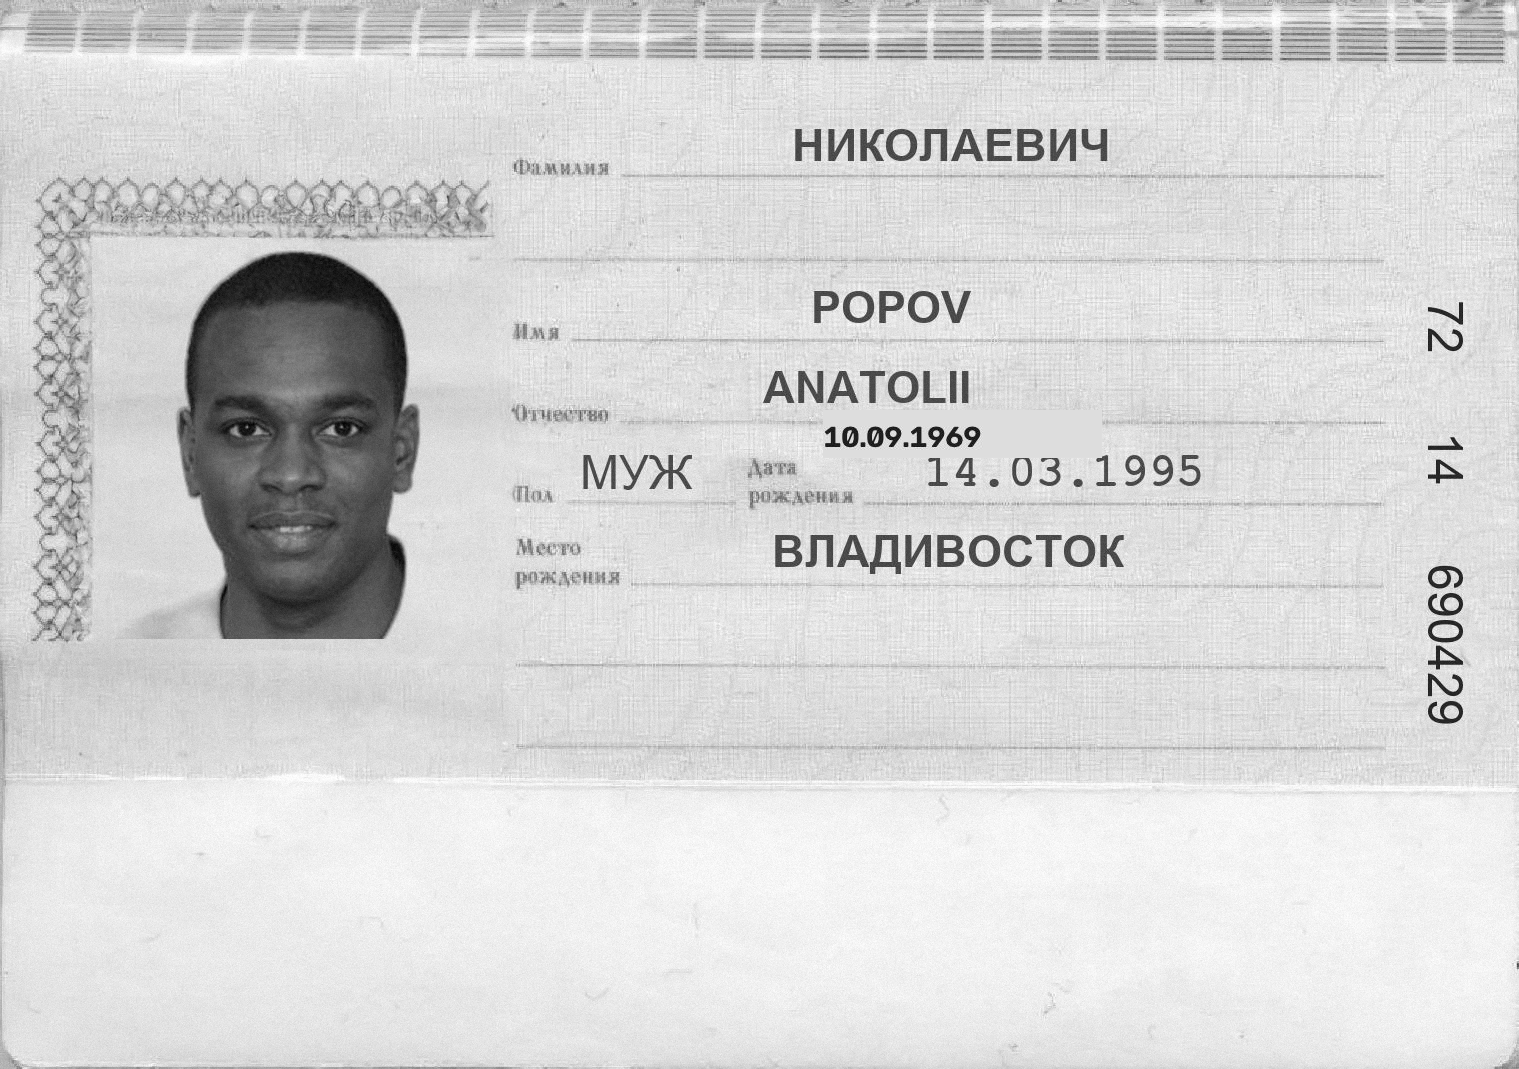 Фамилия НИКОЛАЕВИЧ
Имя POPOV
Отчество ANATOLII
10.09.1969
Пол МУЖ Дата рождения 14.03.1995
Место рождения ВЛАДИВОСТОК
72 14 690429